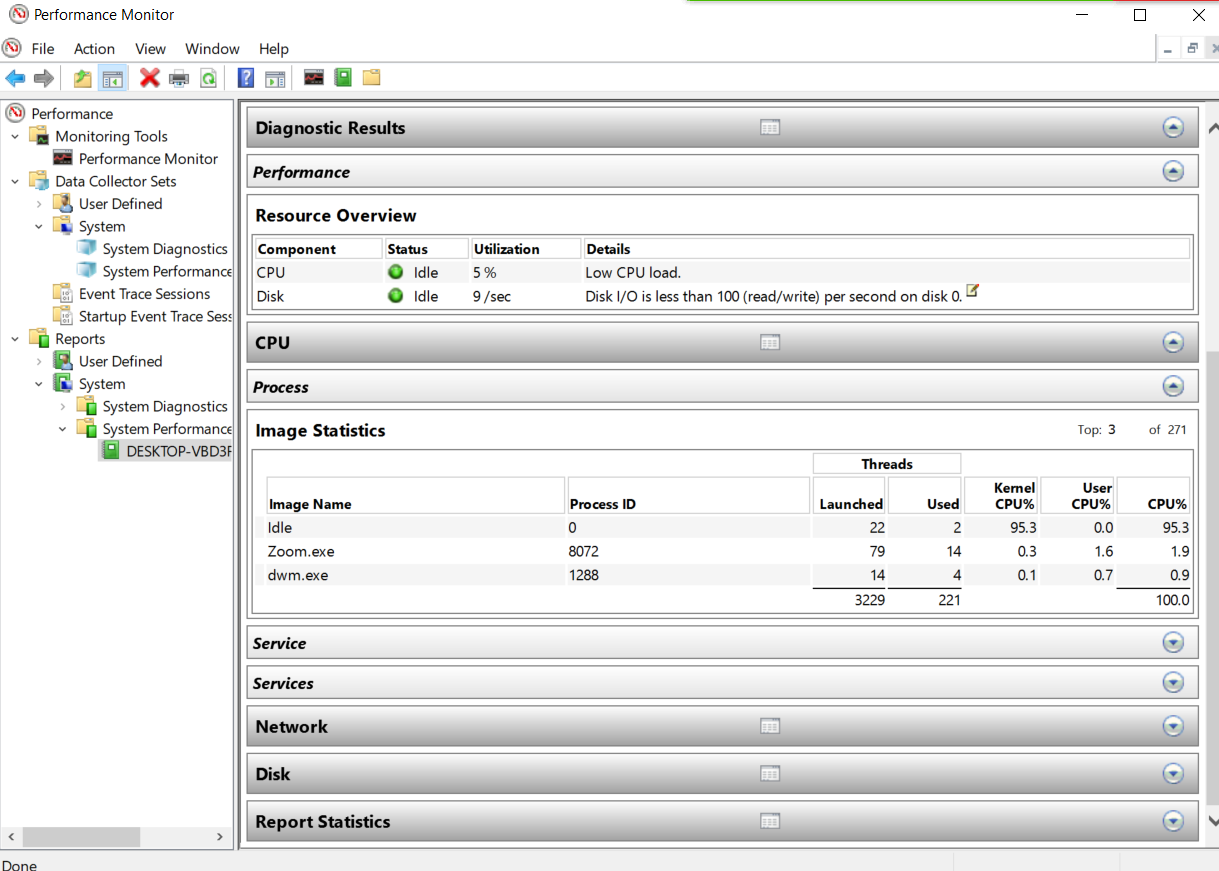 Performance Monitor
File Action View Window Help
Performance
Monitoring Tools
Performance Monitor
Data Collector Sets
User Defined
System
System Diagnostics
System Performance
Event Trace Sessions
Startup Event Trace Sess
Reports
User Defined
System
System Diagnostics
System Performance
DESKTOP-VBD3F
Diagnostic Results
Performance
Resource Overview
Component Status Utilization Details
CPU Idle 5 % Low CPU load.
Disk Idle 9 /sec Disk I/O is less than 100 (read/write) per second on disk 0.
CPU
Process
Image Statistics Top: 3 of 271
Threads
Image Name Process ID Launched Used Kernel CPU% User CPU% CPU%
Idle 0 22 2 95.3 0.0 95.3
Zoom.exe 8072 79 14 0.3 1.6 1.9
dwm.exe 1288 14 4 0.1 0.7 0.9
3229 221 100.0
Service
Services
Network
Disk
Report Statistics
Done